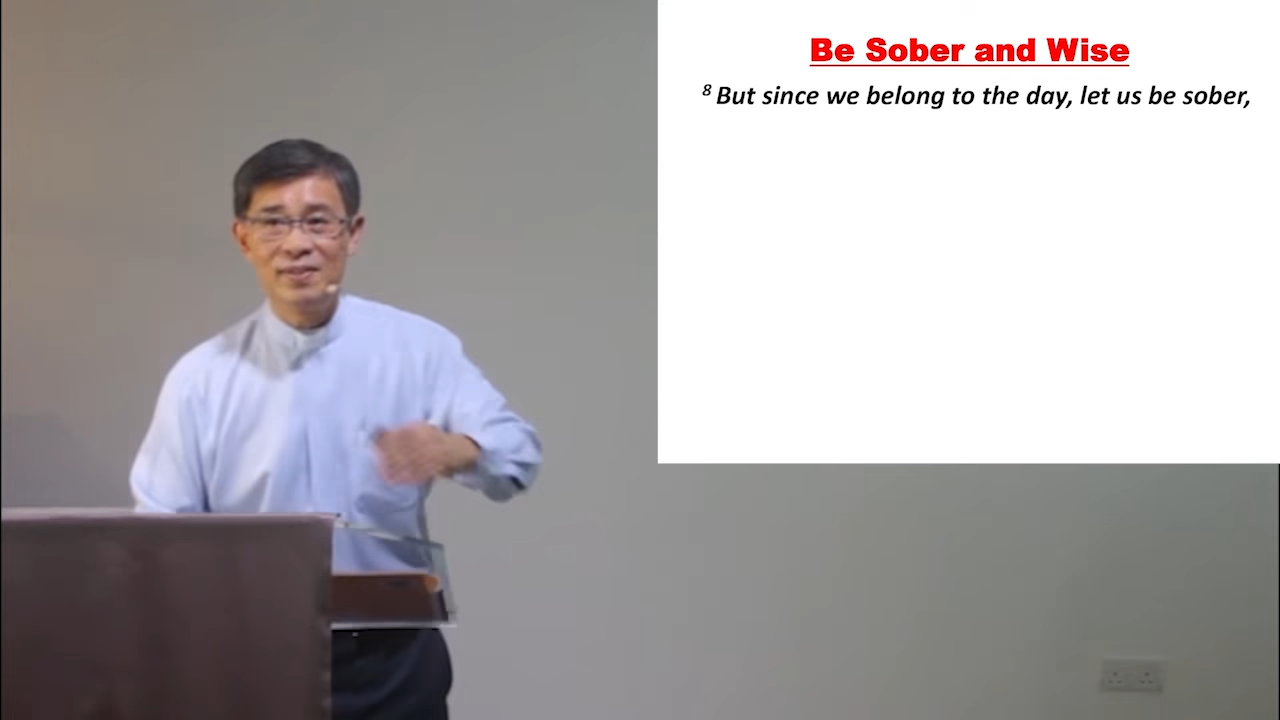 Be Sober and Wise
⁸ But since we belong to the day, let us be sober,